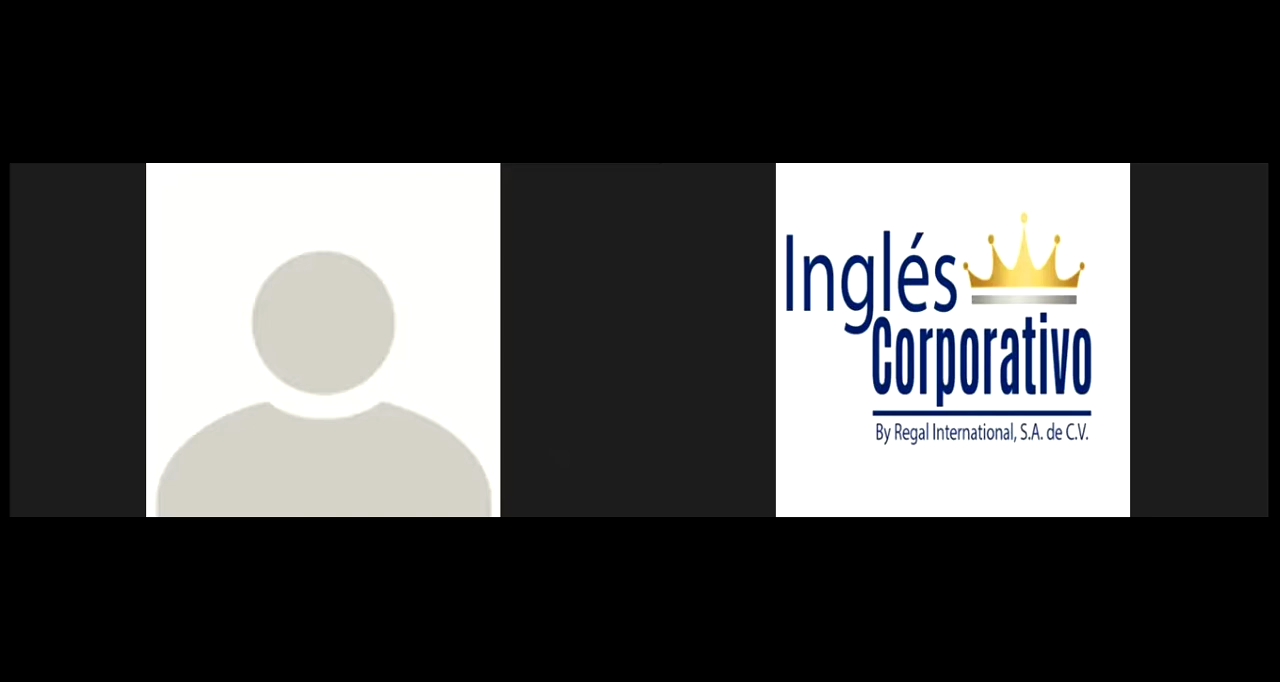 Inglés
Corporativo
By Regal International, S.A. de C.V.